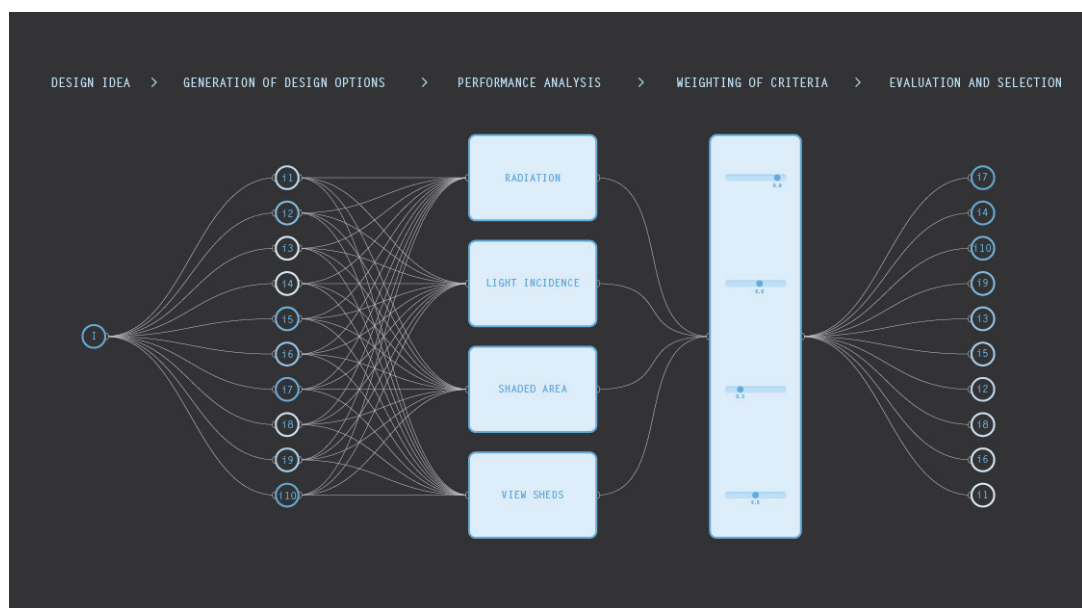 DESIGN IDEA > GENERATION OF DESIGN OPTIONS > PERFORMANCE ANALYSIS > WEIGHTING OF CRITERIA > EVALUATION AND SELECTION
I
i1
i2
i3
i4
i5
i6
i7
i8
i9
i10
RADIATION
LIGHT INCIDENCE
SHADED AREA
VIEW SHEDS
i7
i4
i10
i9
i3
i5
i2
i8
i6
i1